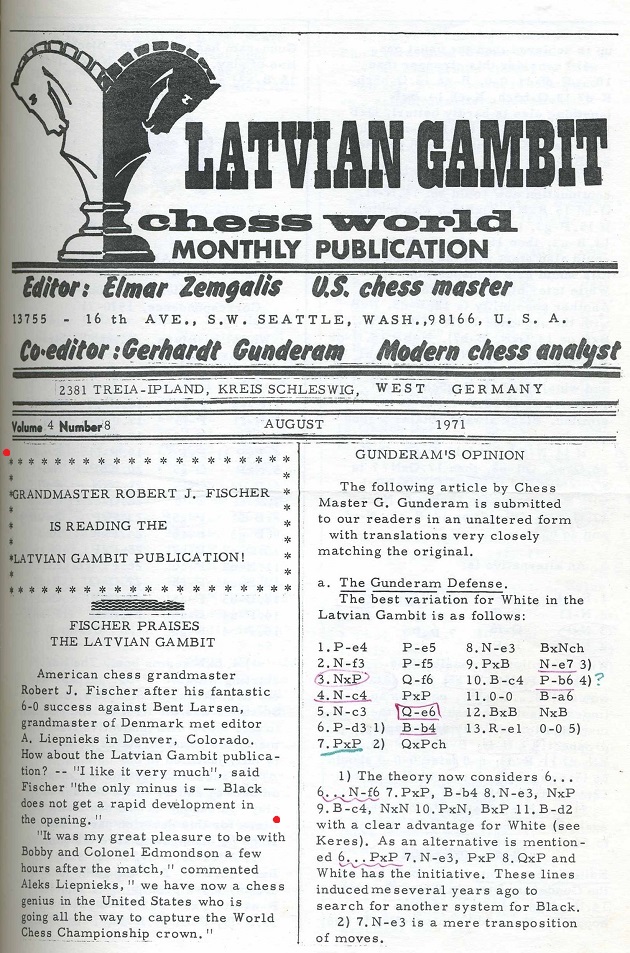 LATVIAN GAMBIT
chess world
MONTHLY PUBLICATION
Editor: Elmar Zemgalis U.S. chess master
13755 - 16 th AVE., S.W. SEATTLE, WASH.,98166, U. S. A.
Co-editor :Gerhardt Gunderam Modern chess analyst
2381 TREIA-IPLAND, KREIS SCHLESWIG, WEST GERMANY
Volume 4 Number 8 AUGUST 1971
* * * * * * * * * * * * * * * * * *
*GRANDMASTER ROBERT J. FISCHER *
IS READING THE *
*LATVIAN GAMBIT PUBLICATION! *
* * * * * * * * * * * * * * * * * *
FISCHER PRAISES
THE LATVIAN GAMBIT
American chess grandmaster
Robert J. Fischer after his fantastic
6-0 success against Bent Larsen,
grandmaster of Denmark met editor
A. Liepnieks in Denver, Colorado.
How about the Latvian Gambit publica-
tion? -- "I like it very much", said
Fischer "the only minus is — Black
does not get a rapid development in
the opening."
"It was my great pleasure to be with
Bobby and Colonel Edmondson a few
hours after the match, " commented
Aleks Liepnieks, " we have now a chess
genius in the United States who is
going all the way to capture the World
Chess Championship crown. "
GUNDERAM'S OPINION
The following article by Chess
Master G. Gunderam is submitted
to our readers in an unaltered form
with translations very closely
matching the original.
a. The Gunderam Defense.
The best variation for White in the
Latvian Gambit is as follows:
1. P-e4 P-e5 8. N-e3 BxNch
2. N-f3 P-f5 9. PxB N-e7 3)
3. NxP Q-f6 10. B-c4 P-b6 4) ?
4. N-c4 PxP 11. 0-0 B-a6
5. N-c3 Q-e6 12. BxB NxB
6. P-d3 1) B-b4 13. R-e1 0-0 5)
7. PxP 2) QxPch
1) The theory now considers 6...
6...N-f6 7. PxP, B-b4 8. N-e3, NxP
9. B-c4, NxN 10. PxN, BxP 11. B-d2
with a clear advantage for White (see
Keres). As an alternative is mention-
ed 6...PxP 7. N-e3, PxP 8. QxP and
White has the initiative. These lines
induced me several years ago to
search for another system for Black.
2) 7. N-e3 is a mere transposition
of moves.